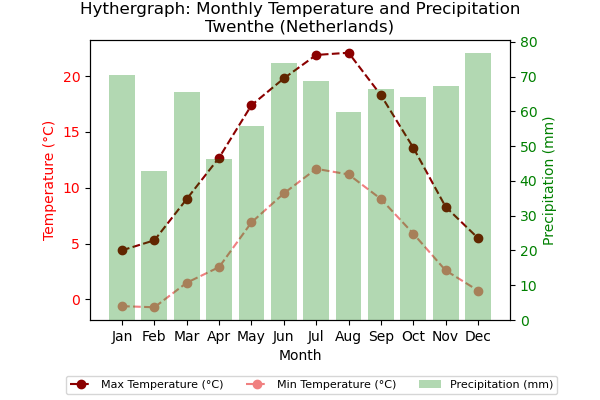 Hythergraph: Monthly Temperature and Precipitation
Twenthe (Netherlands)
Temperature (°C)
20
15
10
5
0
80
70
60
50
40
30
20
10
0
Precipitation (mm)
Jan Feb Mar Apr May Jun Jul Aug Sep Oct Nov Dec
Month
Max Temperature (°C) Min Temperature (°C) Precipitation (mm)